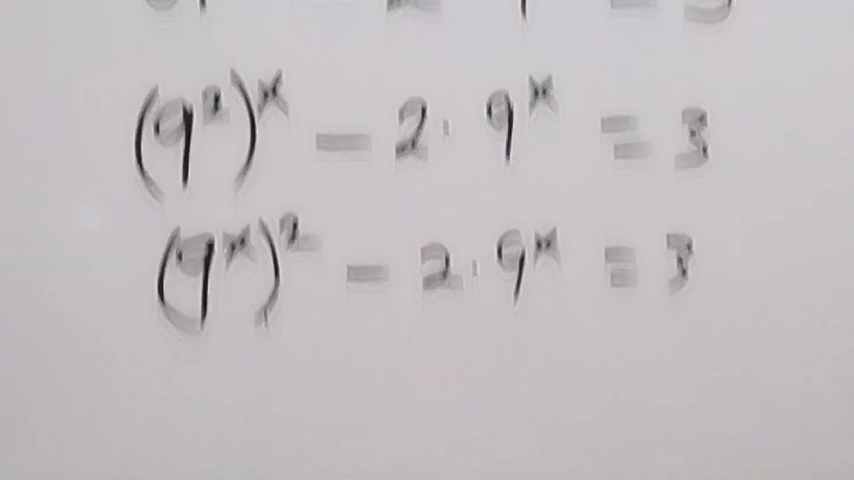 (9²)ˣ − 2 · 9ˣ = 3
(9ˣ)² − 2 · 9ˣ = 3